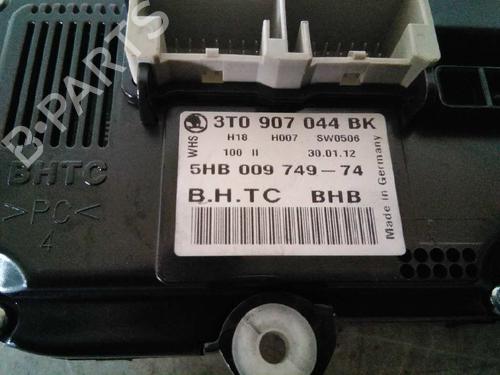 B-PARTS
WHS
3T0 907 044 BK
H18 H007 SW0506
100 II 30.01.12
5HB 009 749-74
B.H.TC BHB
Made in Germany
BHTC
>PC<
4